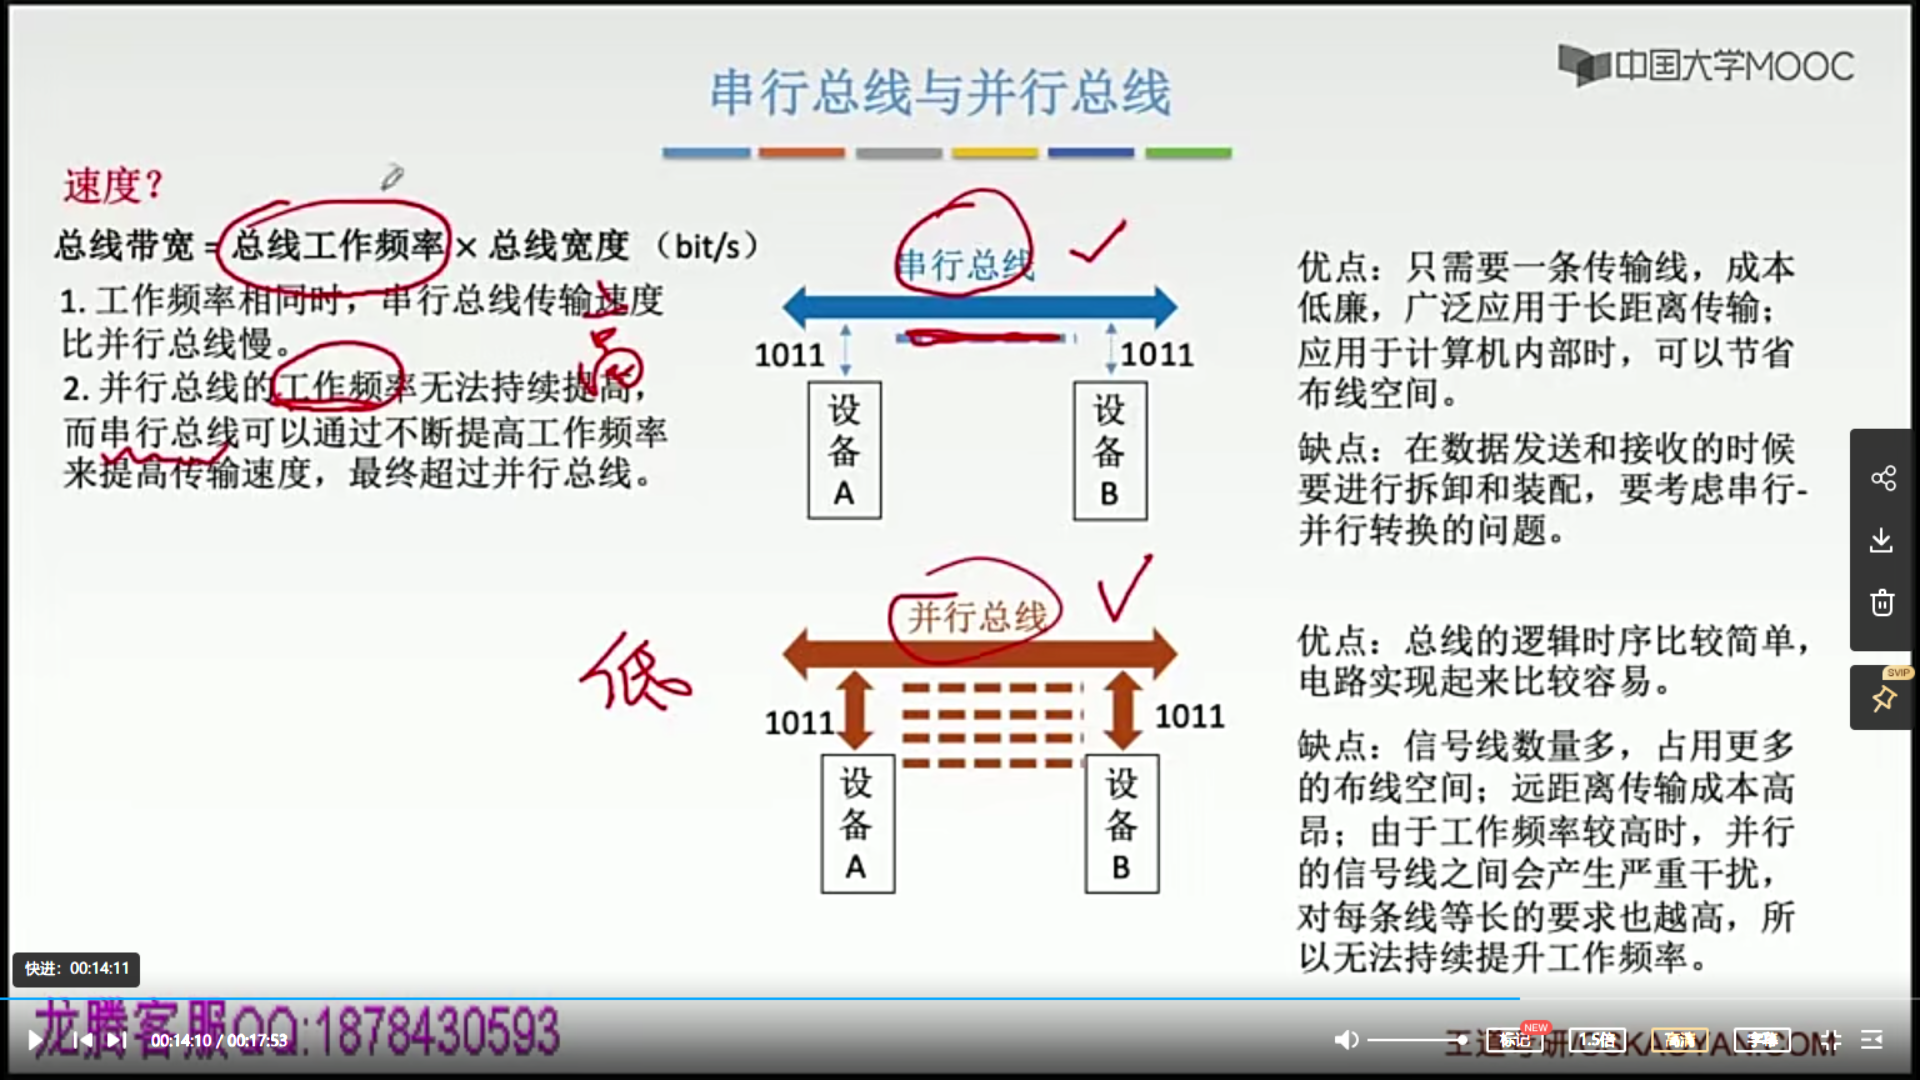 中国大学MOOC
串行总线与并行总线
速度？
总线带宽 = 总线工作频率 × 总线宽度 （bit/s）
1. 工作频率相同时，串行总线传输速度
比并行总线慢。
2. 并行总线的工作频率无法持续提高，
而串行总线可以通过不断提高工作频率
来提高传输速度，最终超过并行总线。
高
串行总线
1011
1011
设备A
设备B
优点：只需要一条传输线，成本
低廉，广泛应用于长距离传输；
应用于计算机内部时，可以节省
布线空间。
缺点：在数据发送和接收的时候
要进行拆卸和装配，要考虑串行-
并行转换的问题。
低
并行总线
1011
1011
设备A
设备B
优点：总线的逻辑时序比较简单，
电路实现起来比较容易。
缺点：信号线数量多，占用更多
的布线空间；远距离传输成本高
昂；由于工作频率较高时，并行
的信号线之间会产生严重干扰，
对每条线等长的要求也越高，所
以无法持续提升工作频率。
SVIP
快进：00:14:11
龙腾客服QQ:1878430593
00:14:10 / 00:17:53
王道考研/CSKAOYAN.COM
NEW
标记
1.5倍
高清
字幕